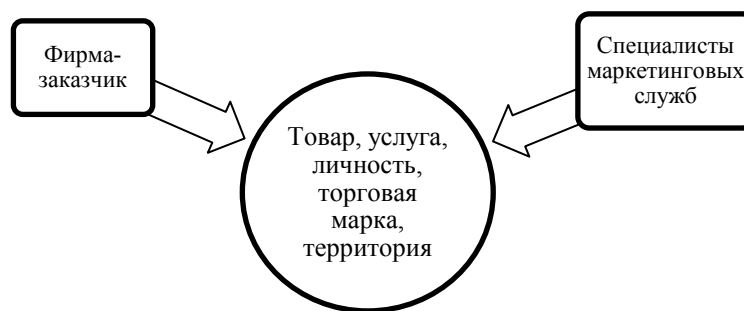 Фирма-
заказчик
Специалисты
маркетинговых
служб
Товар, услуга,
личность,
торговая
марка,
территория